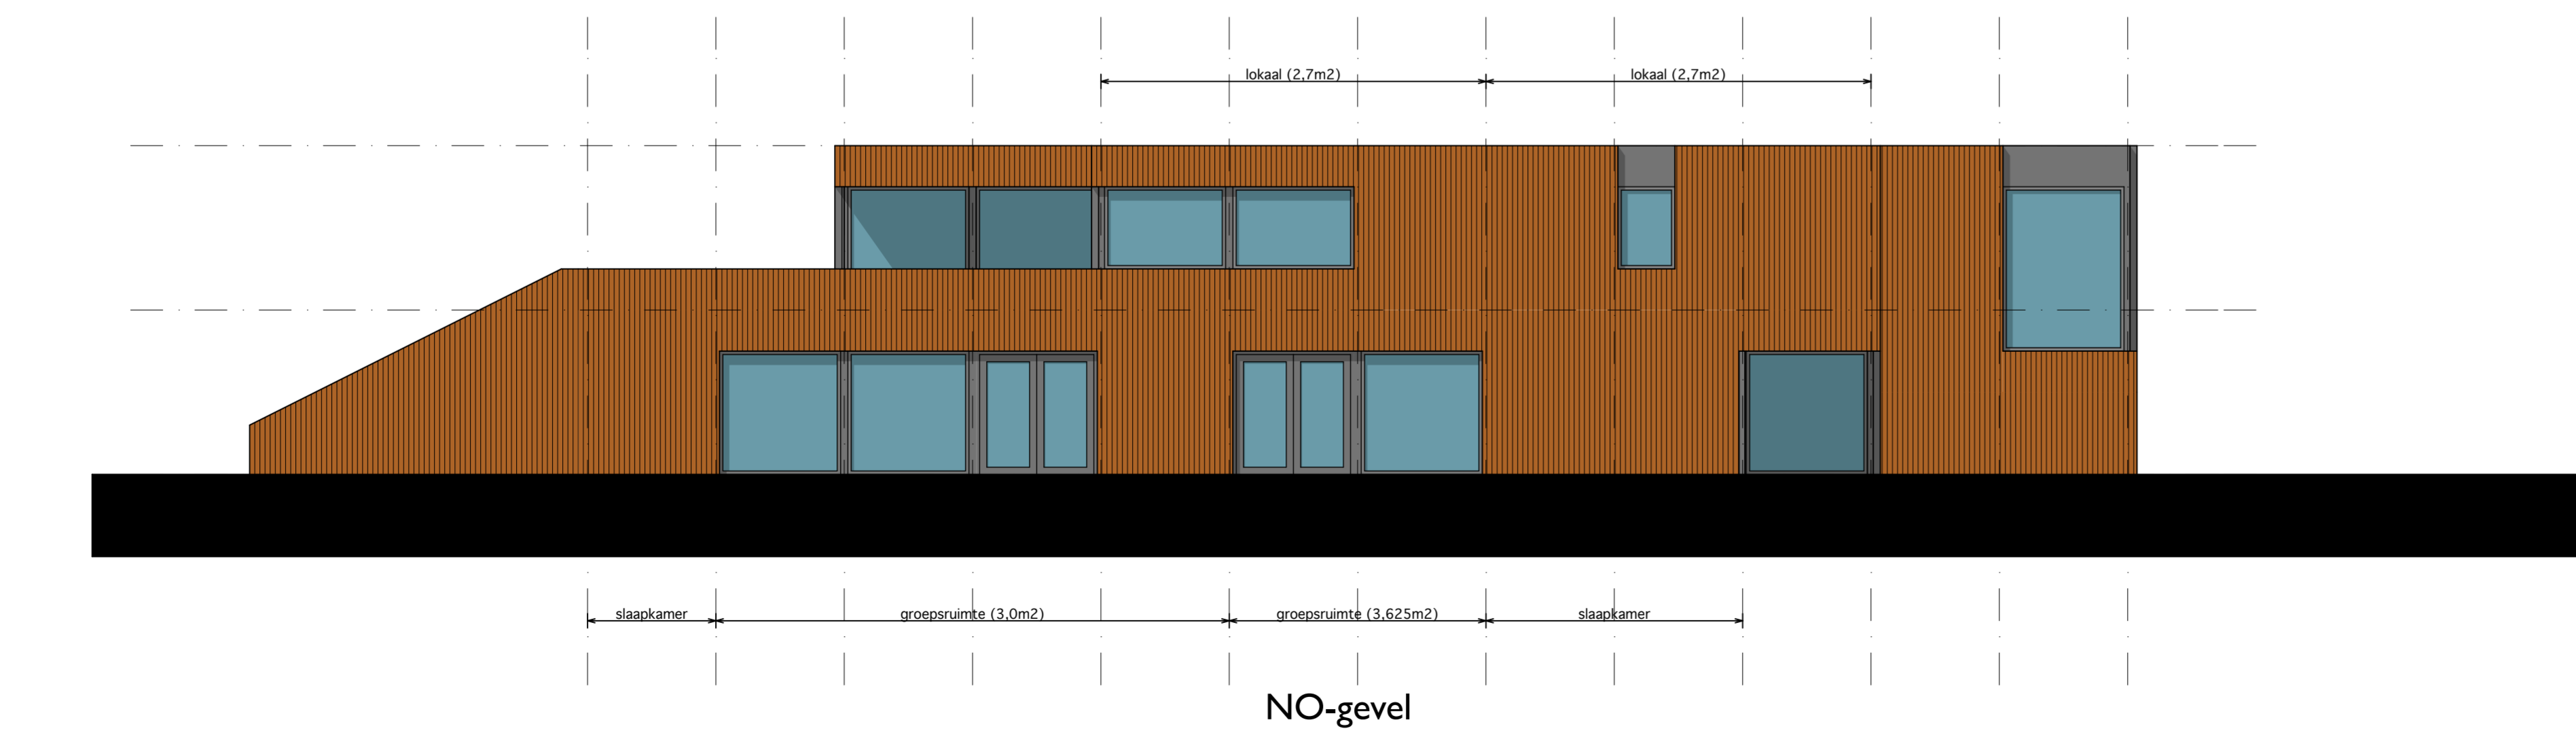 lokaal (2,7m2) lokaal (2,7m2)
slaapkamer groepsruimte (3,0m2) groepsruimte (3,625m2) slaapkamer
NO-gevel